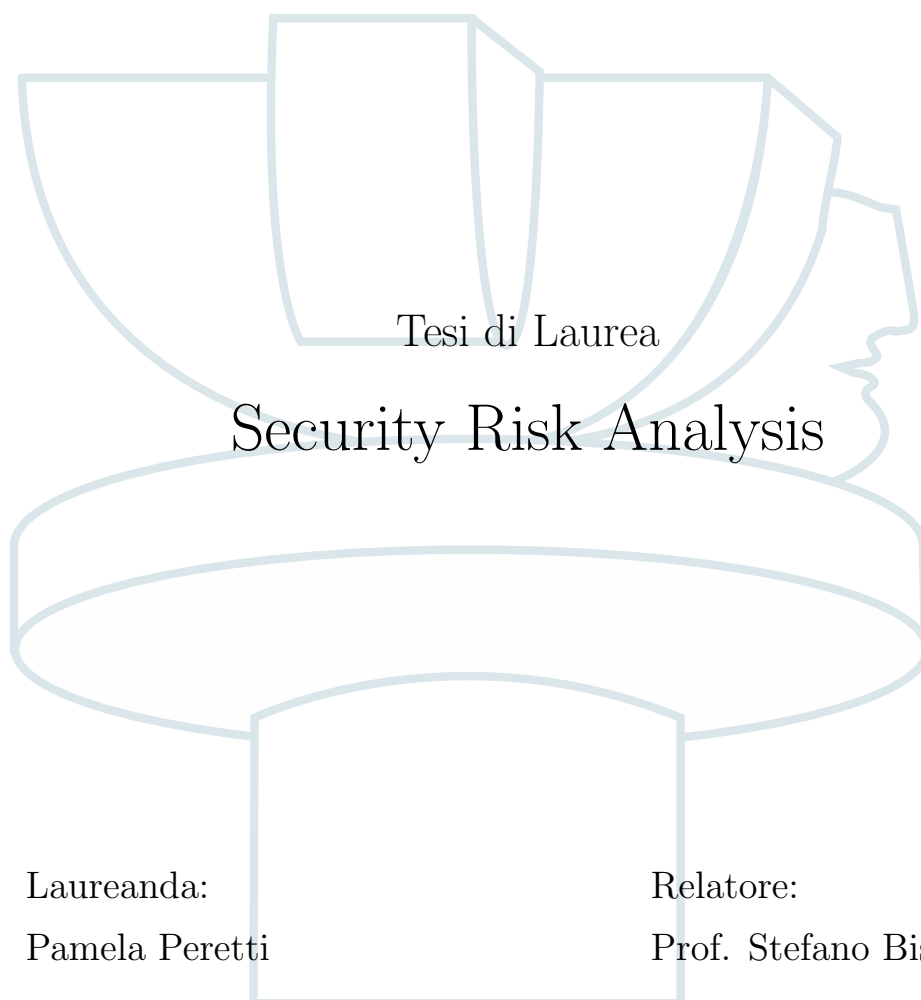 Tesi di Laurea
Security Risk Analysis
Laureanda:
Relatore:
Pamela Peretti
Prof. Stefano